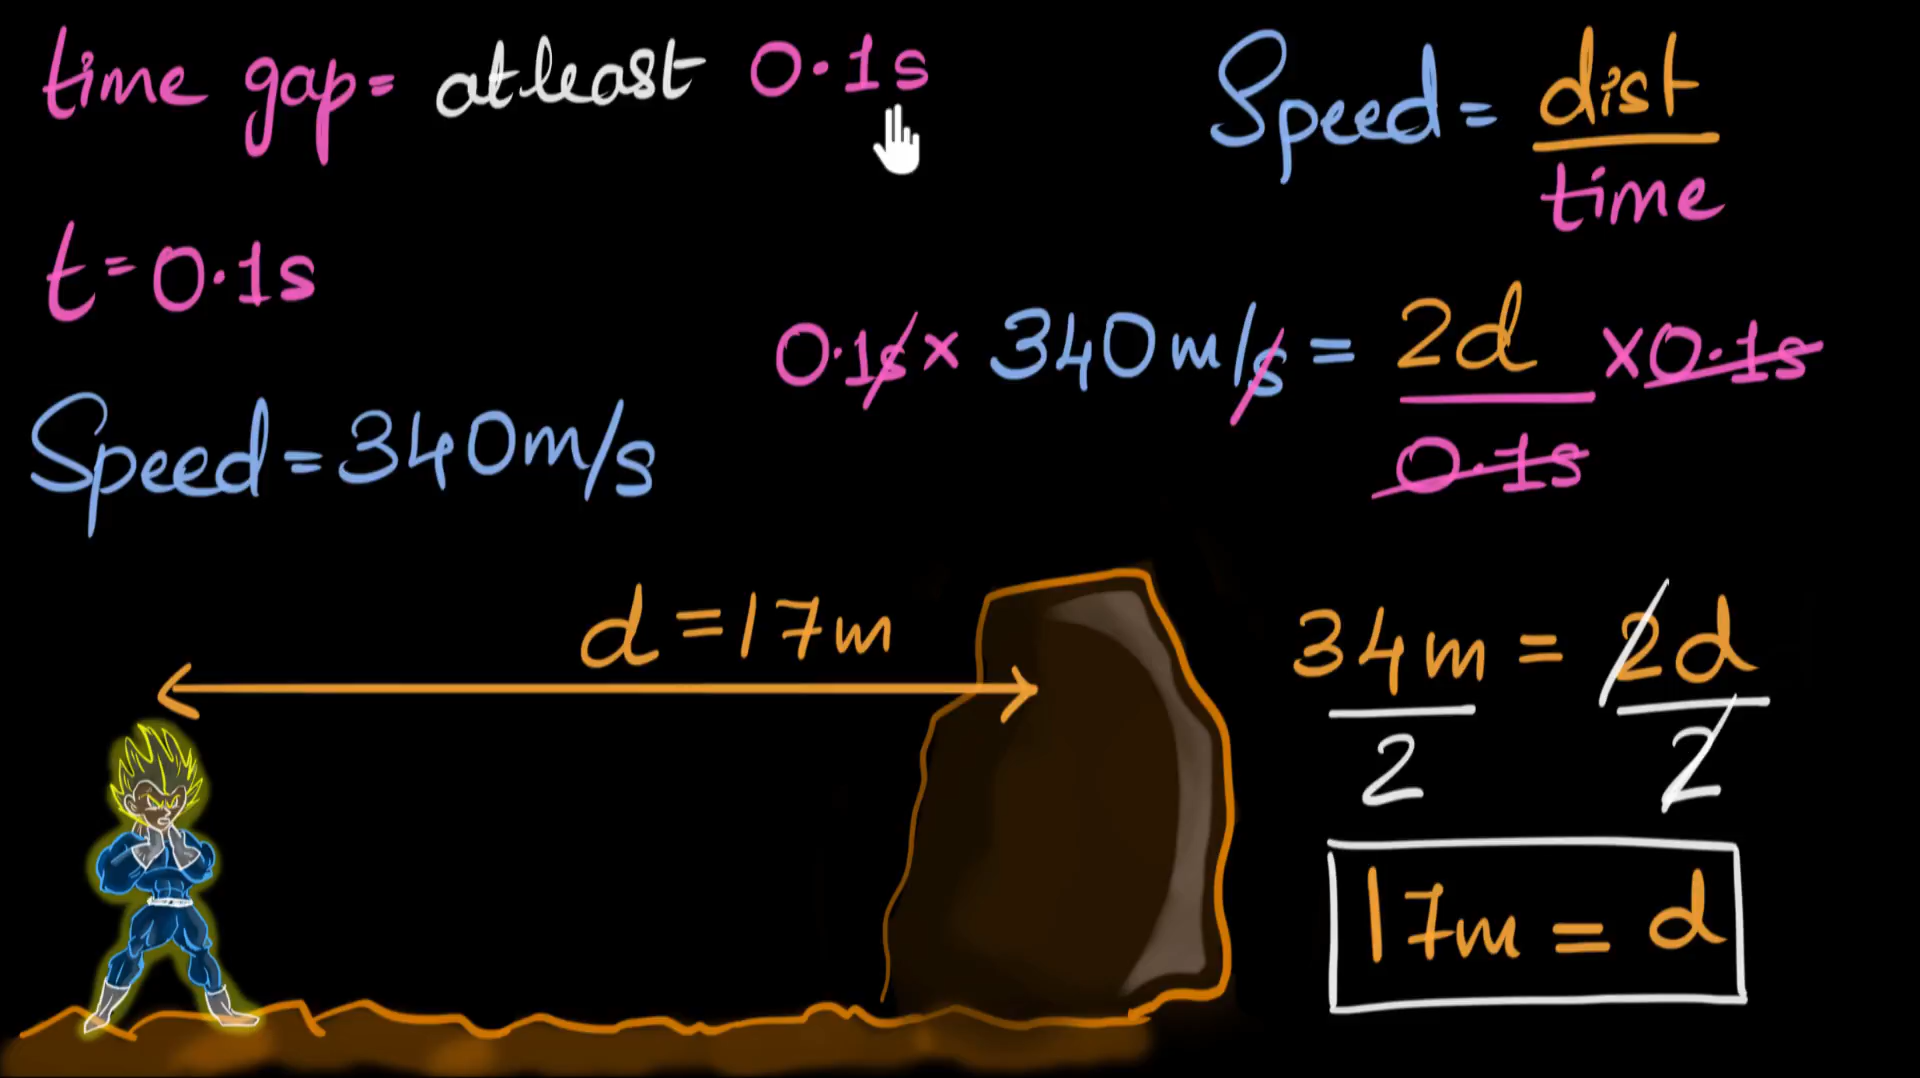 time gap = atleast 0.1s
Speed = dist
time
t = 0.1s
0.1s × 340m/s = 2d × 0.1s
0.1s
Speed = 340m/s
d = 17m
34m = 2d
2 2
17m = d